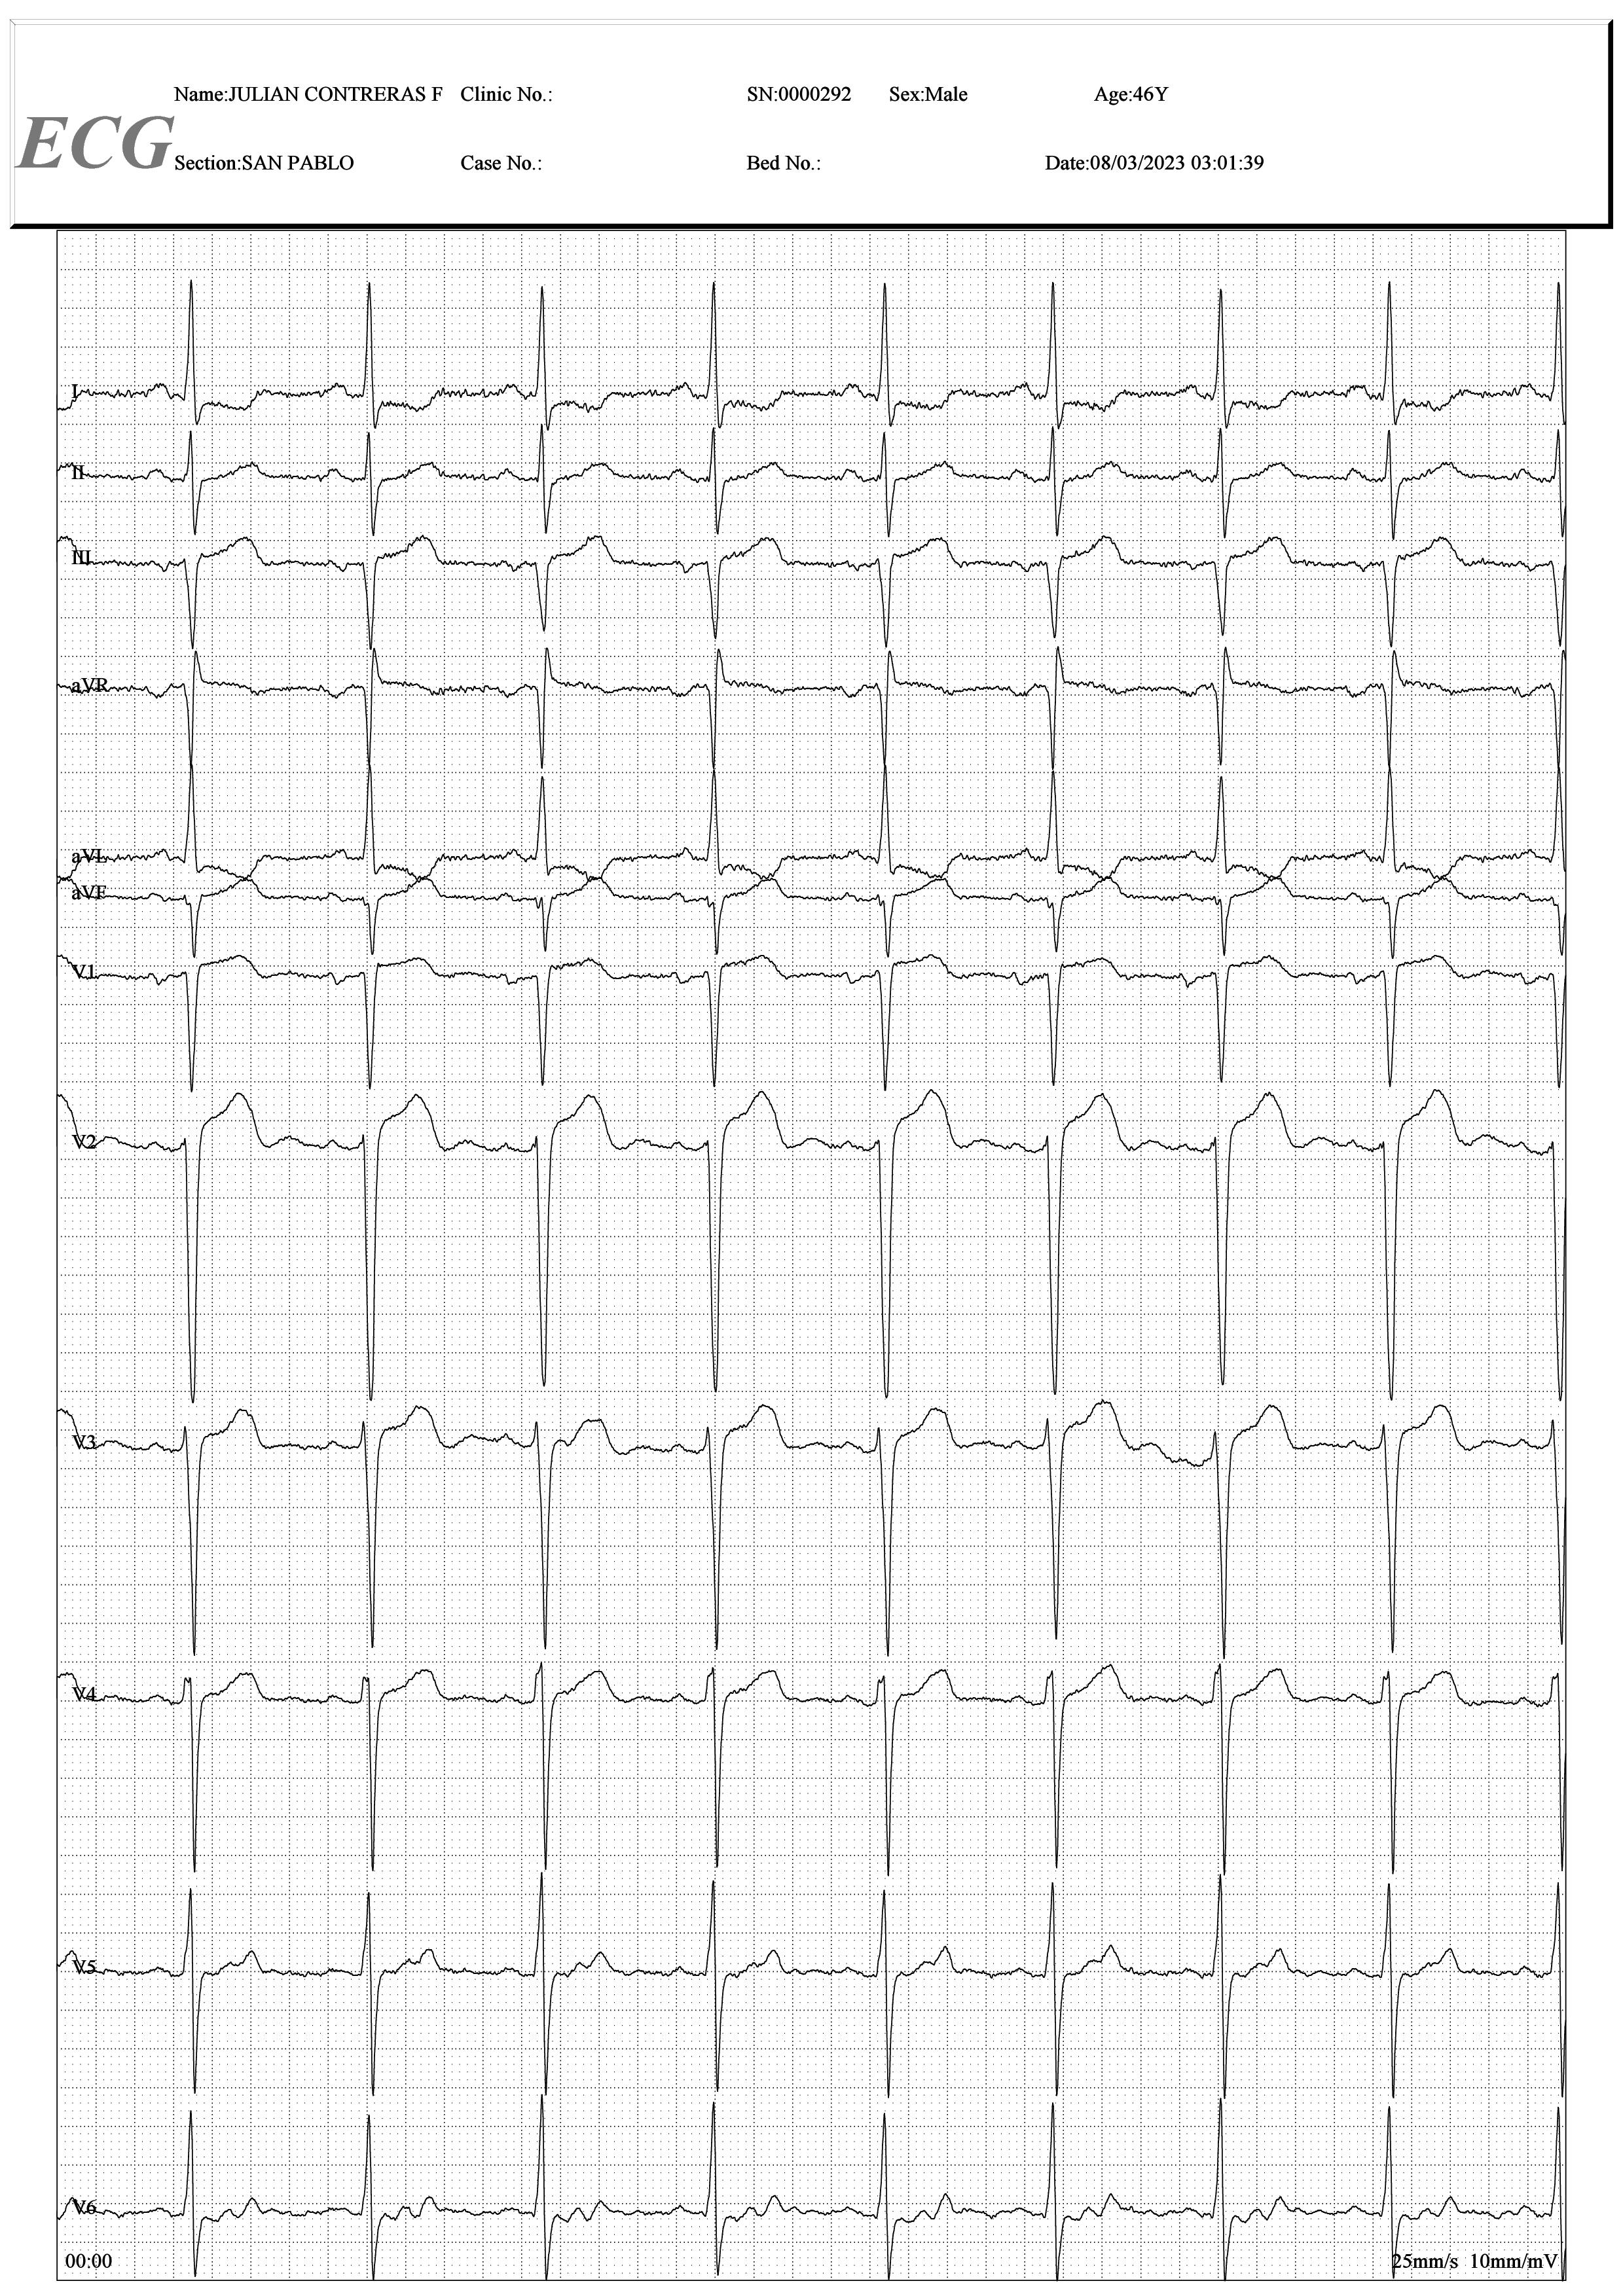 Name:JULIAN CONTRERAS F Clinic No.: SN:0000292 Sex:Male Age:46Y
ECG
Section:SAN PABLO Case No.: Bed No.: Date:08/03/2023 03:01:39
I
II
III
aVR
aVL
aVF
V1
V2
V3
V4
V5
V6
00:00 25mm/s 10mm/mV